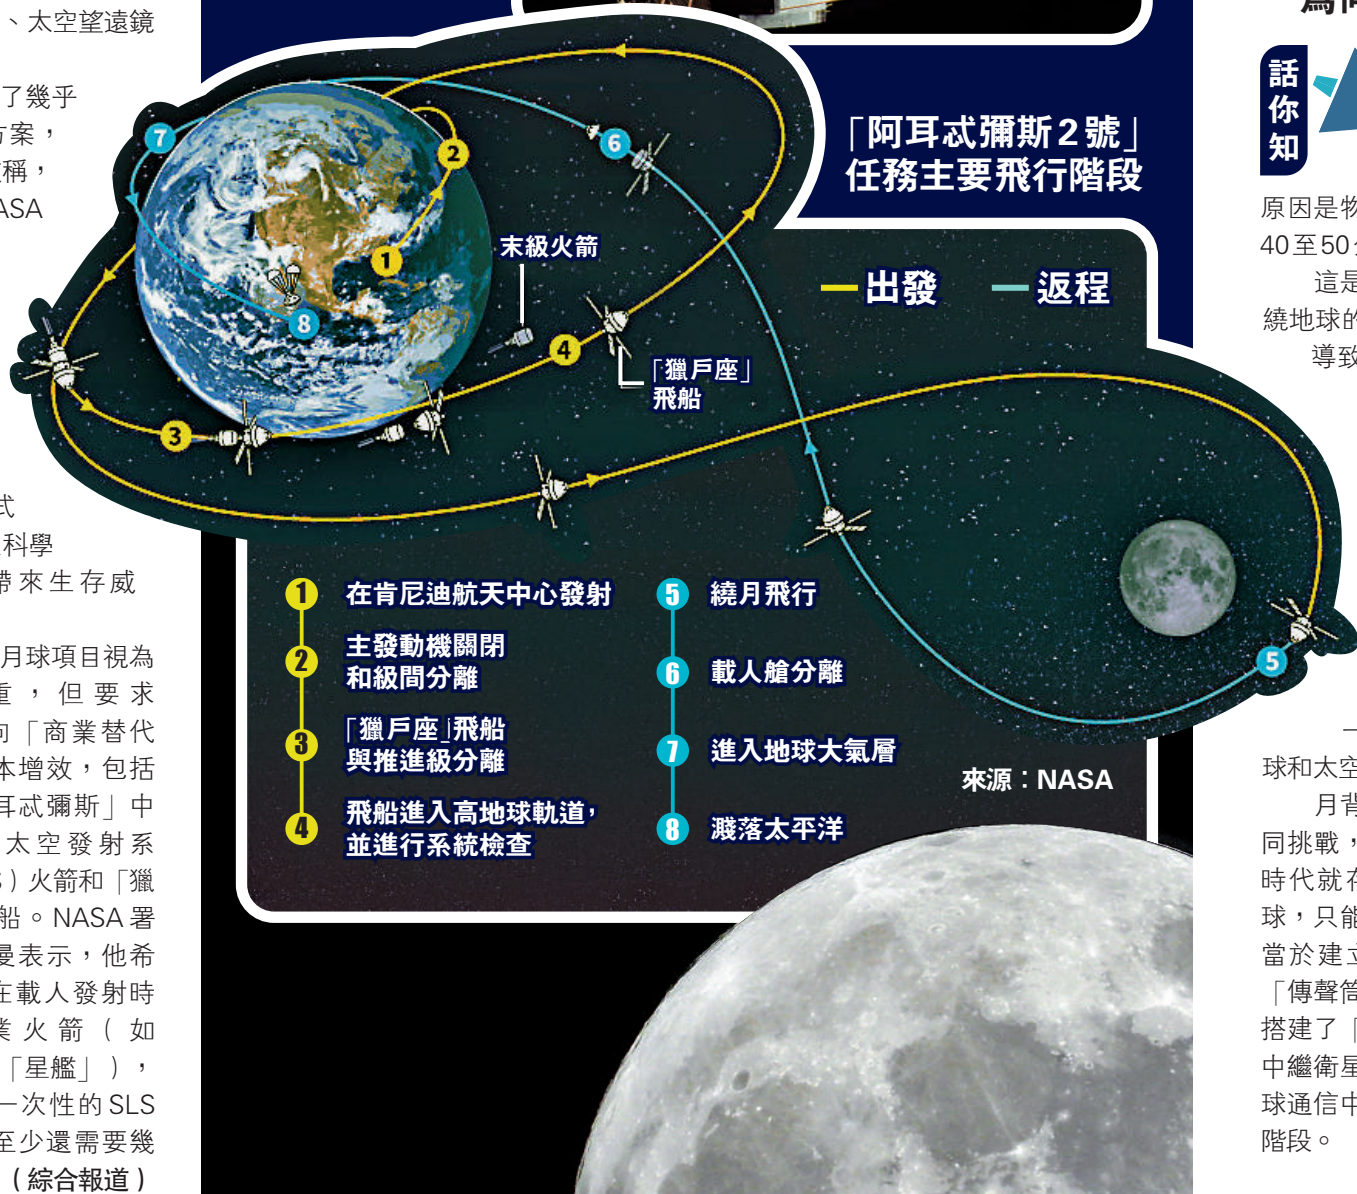 、太空望遠鏡
了幾乎
方案，
稱，
ASA
式
科學
帶來生存威
月球項目視為
重，但要求
向「商業替代
本增效，包括
耳忒彌斯」中
太空發射系
）火箭和「獵
船。NASA署
曼表示，他希
在載人發射時
業火箭（如
「星艦」），
一次性的SLS
至少還需要幾
（綜合報道）
「阿耳忒彌斯2號」
任務主要飛行階段
出發
返程
7
2
6
1
末級火箭
8
4
「獵戶座」
飛船
3
5
1 在肯尼迪航天中心發射
2 主發動機關閉
和級間分離
3 「獵戶座」飛船
與推進級分離
4 飛船進入高地球軌道，
並進行系統檢查
5 繞月飛行
6 載人艙分離
7 進入地球大氣層
8 濺落太平洋
來源：NASA
為何
話你知
原因是物
40至50分
這是
繞地球的
導致
一
球和太空
月背
同挑戰，
時代就存
球，只能
當於建立
「傳聲筒
搭建了「
中繼衛星
球通信中
階段。